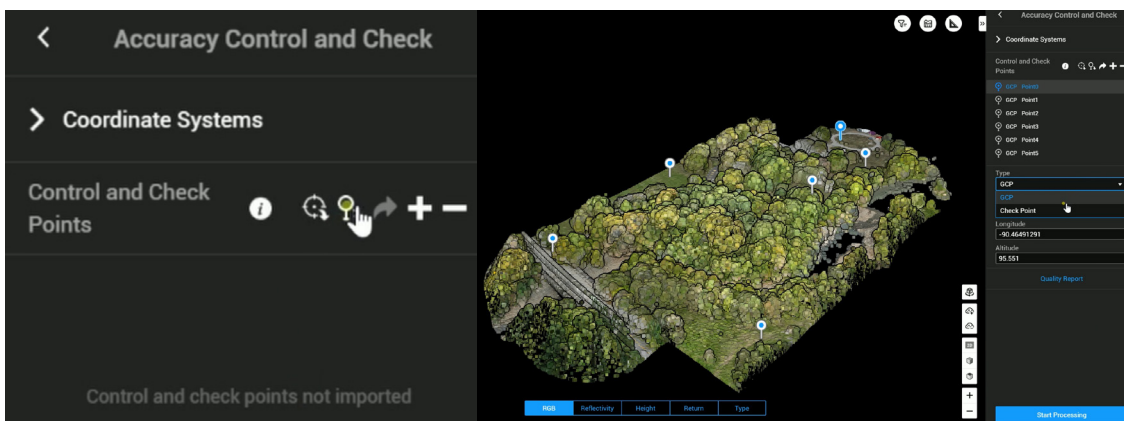 Accuracy Control and Check
Coordinate Systems
Control and Check
Points
Control and check points not imported
RGB
Reflectivity
Height
Return
Type
Accuracy Control and Check
Coordinate Systems
Control and Check
Points
GCP Point0
GCP Point1
GCP Point2
GCP Point3
GCP Point4
GCP Point5
Type
GCP
GCP
Check Point
Longitude
-90.46491291
Altitude
95.551
Quality Report
Start Processing